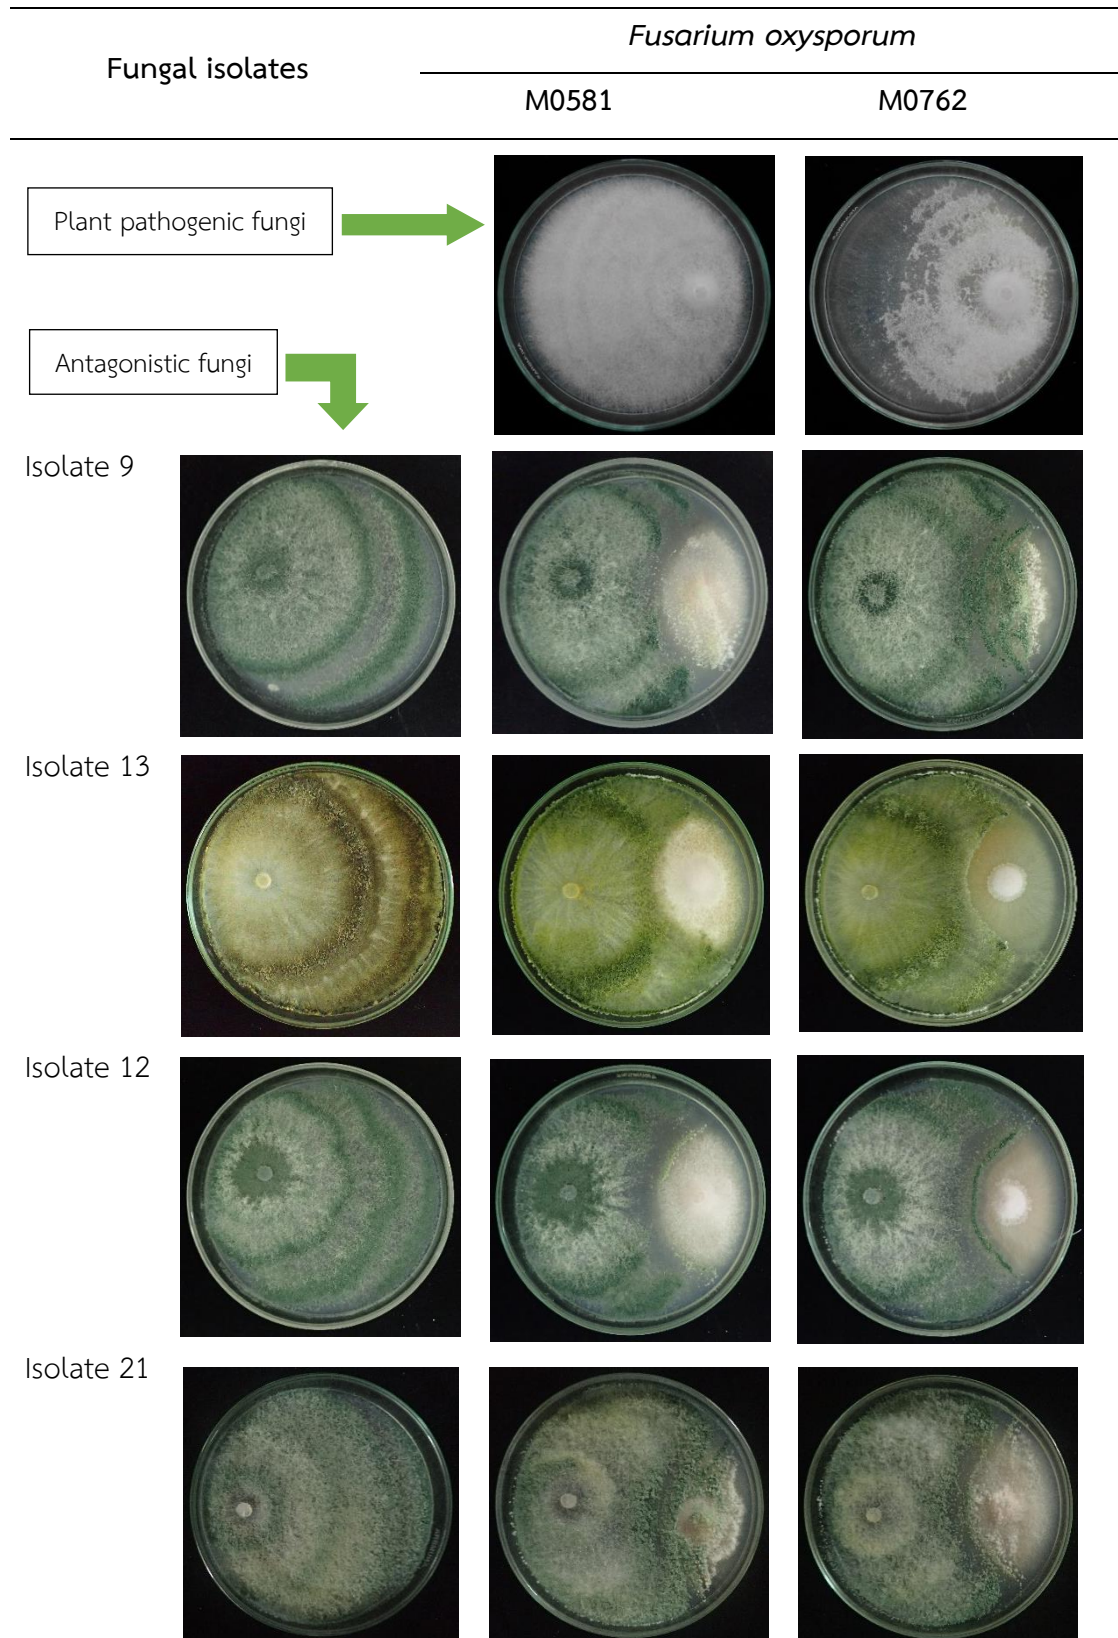 Fusarium oxysporum
Fungal isolates
M0581 M0762
Plant pathogenic fungi
Antagonistic fungi
Isolate 9
Isolate 13
Isolate 12
Isolate 21